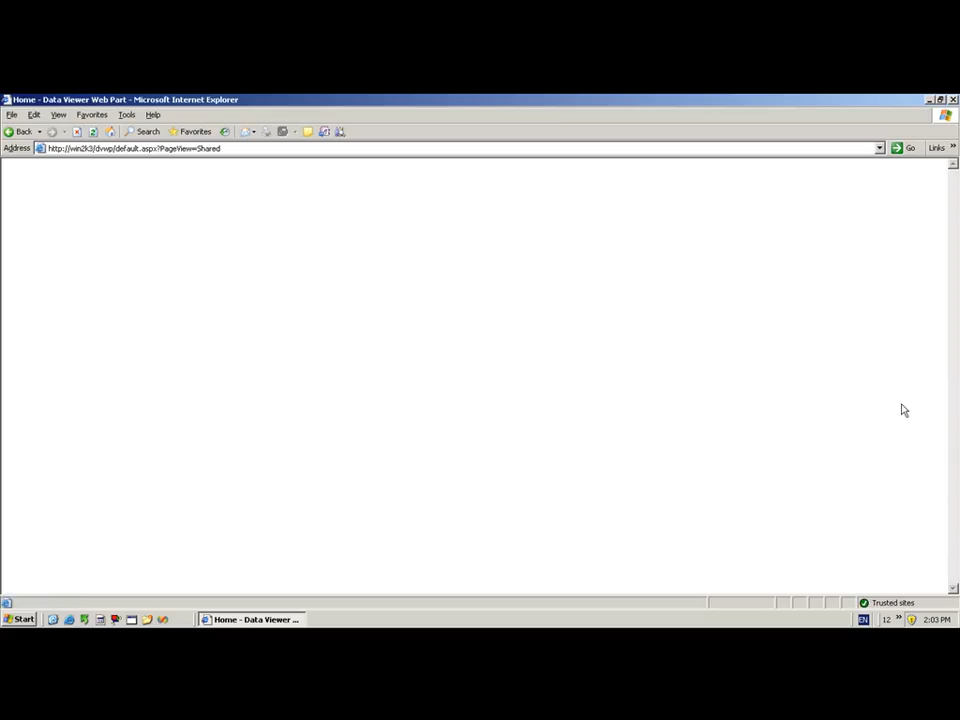 Home - Data Viewer Web Part - Microsoft Internet Explorer
File Edit View Favorites Tools Help
Back Search Favorites
Address http://win2k3/dvwp/default.aspx?PageView=Shared Go Links »
Trusted sites
Start Home - Data Viewer ... EN 12 » 2:03 PM